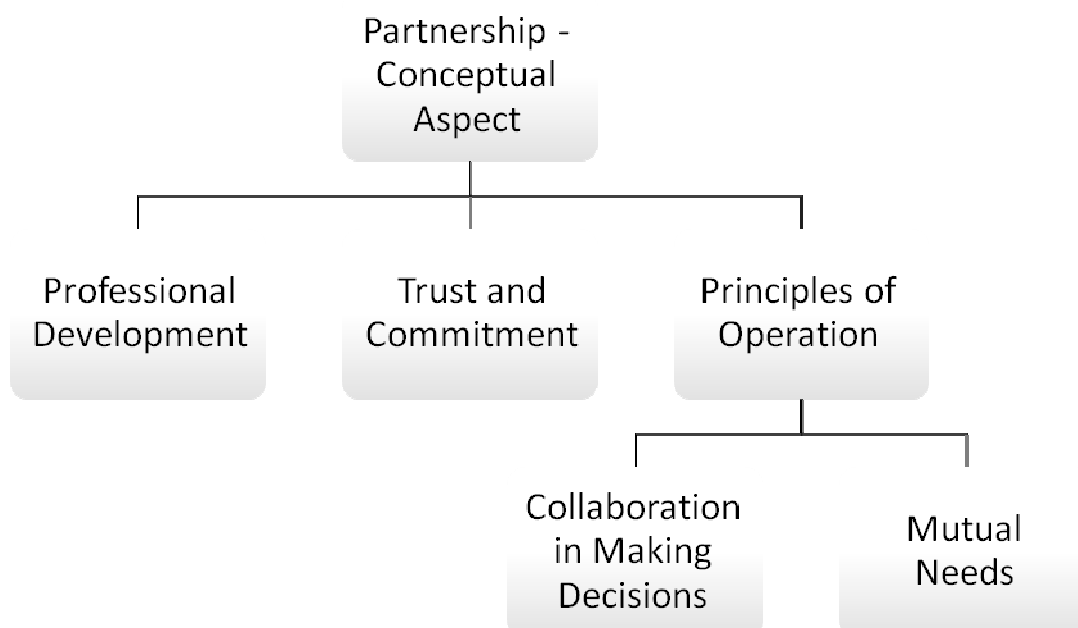 Partnership -
Conceptual
Aspect
Professional
Development
Trust and
Commitment
Principles of
Operation
Collaboration
in Making
Decisions
Mutual
Needs